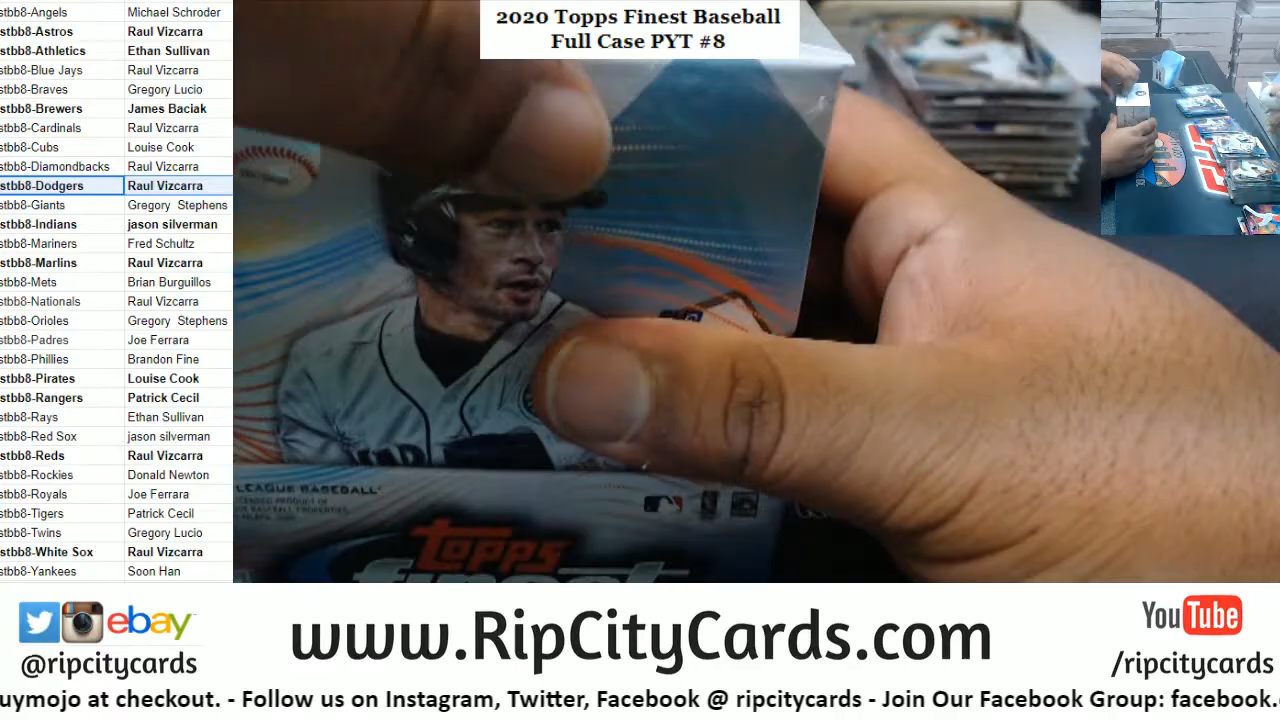 2020 Topps Finest Baseball
Full Case PYT #8
stbb8-Angels Michael Schroder
stbb8-Astros Raul Vizcarra
stbb8-Athletics Ethan Sullivan
stbb8-Blue Jays Raul Vizcarra
stbb8-Braves Gregory Lucio
stbb8-Brewers James Baciak
stbb8-Cardinals Raul Vizcarra
stbb8-Cubs Louise Cook
stbb8-Diamondbacks Raul Vizcarra
stbb8-Dodgers Raul Vizcarra
stbb8-Giants Gregory Stephens
stbb8-Indians jason silverman
stbb8-Mariners Fred Schultz
stbb8-Marlins Raul Vizcarra
stbb8-Mets Brian Burguillos
stbb8-Nationals Raul Vizcarra
stbb8-Orioles Gregory Stephens
stbb8-Padres Joe Ferrara
stbb8-Phillies Brandon Fine
stbb8-Pirates Louise Cook
stbb8-Rangers Patrick Cecil
stbb8-Rays Ethan Sullivan
stbb8-Red Sox jason silverman
stbb8-Reds Raul Vizcarra
stbb8-Rockies Donald Newton
stbb8-Royals Joe Ferrara
stbb8-Tigers Patrick Cecil
stbb8-Twins Gregory Lucio
stbb8-White Sox Raul Vizcarra
stbb8-Yankees Soon Han
LEAGUE BASEBALL
topps
finest
ebay
@ripcitycards
www.RipCityCards.com
YouTube
/ripcitycards
uymojo at checkout. - Follow us on Instagram, Twitter, Facebook @ ripcitycards - Join Our Facebook Group: facebook.